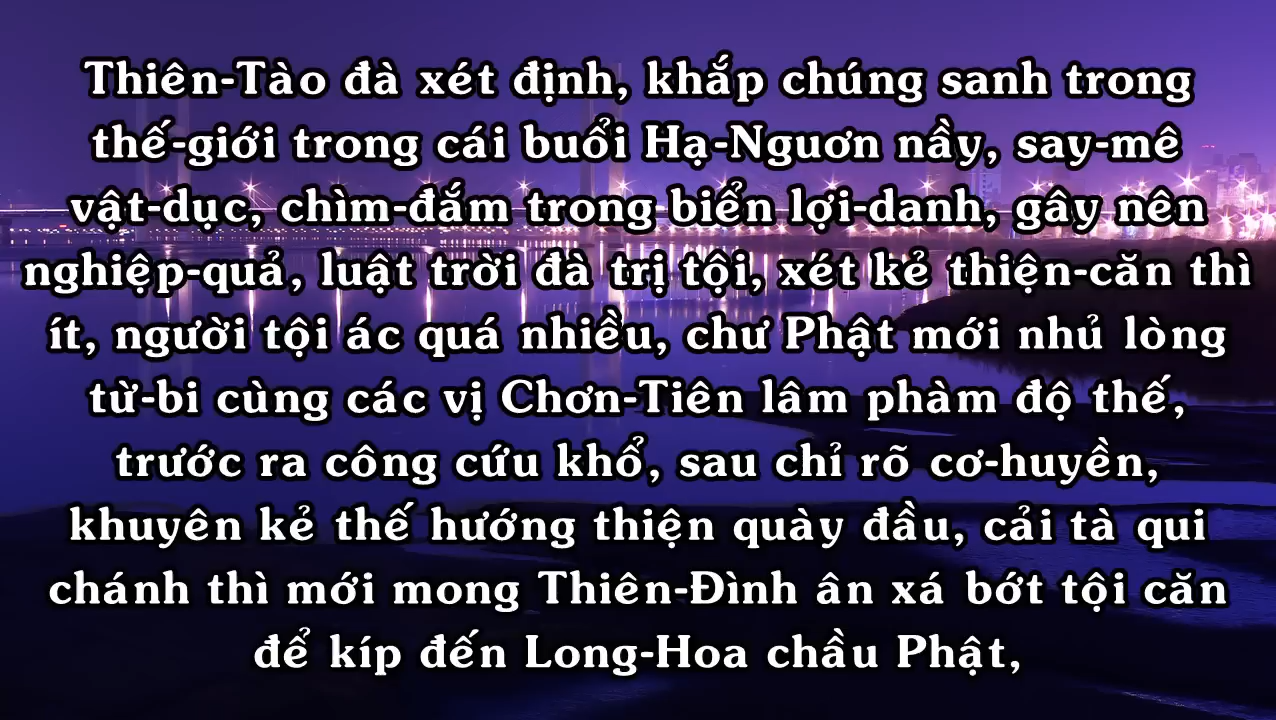 Thiên-Tào đà xét định, khắp chúng sanh trong
thế-giới trong cái buổi Hạ-Nguơn nầy, say-mê
vật-dục, chìm-đắm trong biển lợi-danh, gây nên
nghiệp-quả, luật trời đà trị tội, xét kẻ thiện-căn thì
ít, người tội ác quá nhiều, chư Phật mới nhủ lòng
từ-bi cùng các vị Chơn-Tiên lâm phàm độ thế,
trước ra công cứu khổ, sau chỉ rõ cơ-huyền,
khuyên kẻ thế hướng thiện quày đầu, cải tà qui
chánh thì mới mong Thiên-Đình ân xá bớt tội căn
để kíp đến Long-Hoa chầu Phật,